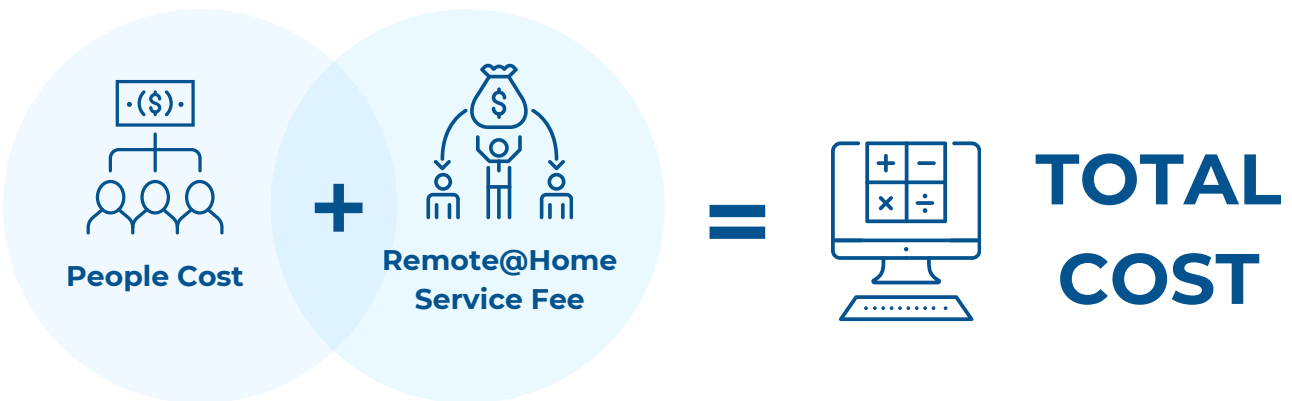 ($)
People Cost
+
$
Remote@Home
Service Fee
=
+ −
× ÷
TOTAL
COST